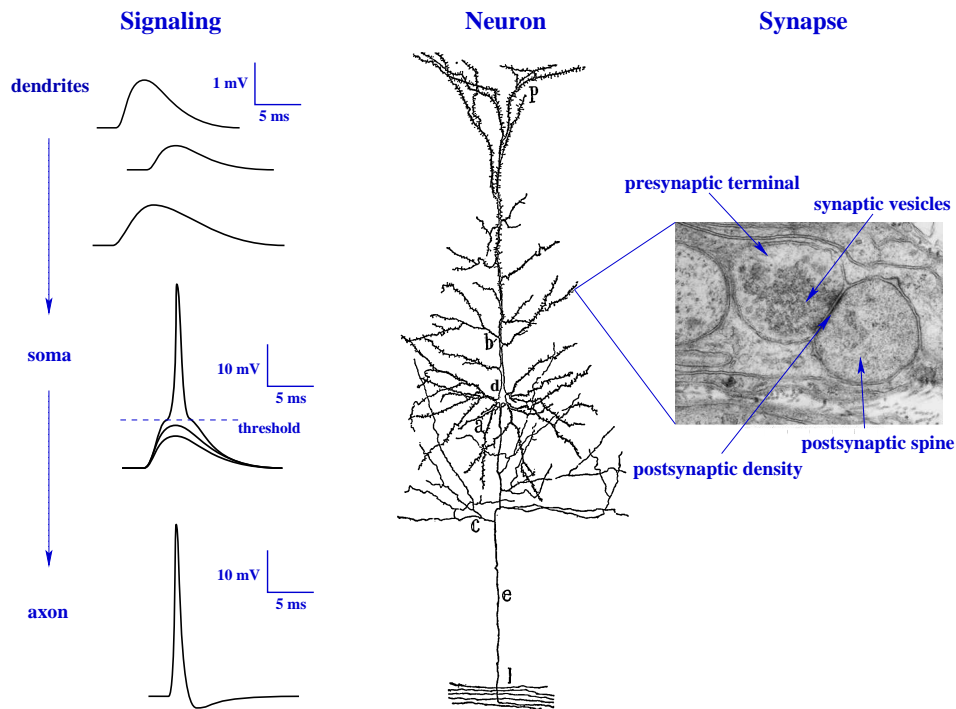 Signaling
Neuron
Synapse
dendrites
1 mV
5 ms
soma
10 mV
5 ms
threshold
axon
10 mV
5 ms
p
b
d
a
c
e
l
presynaptic terminal
synaptic vesicles
postsynaptic spine
postsynaptic density